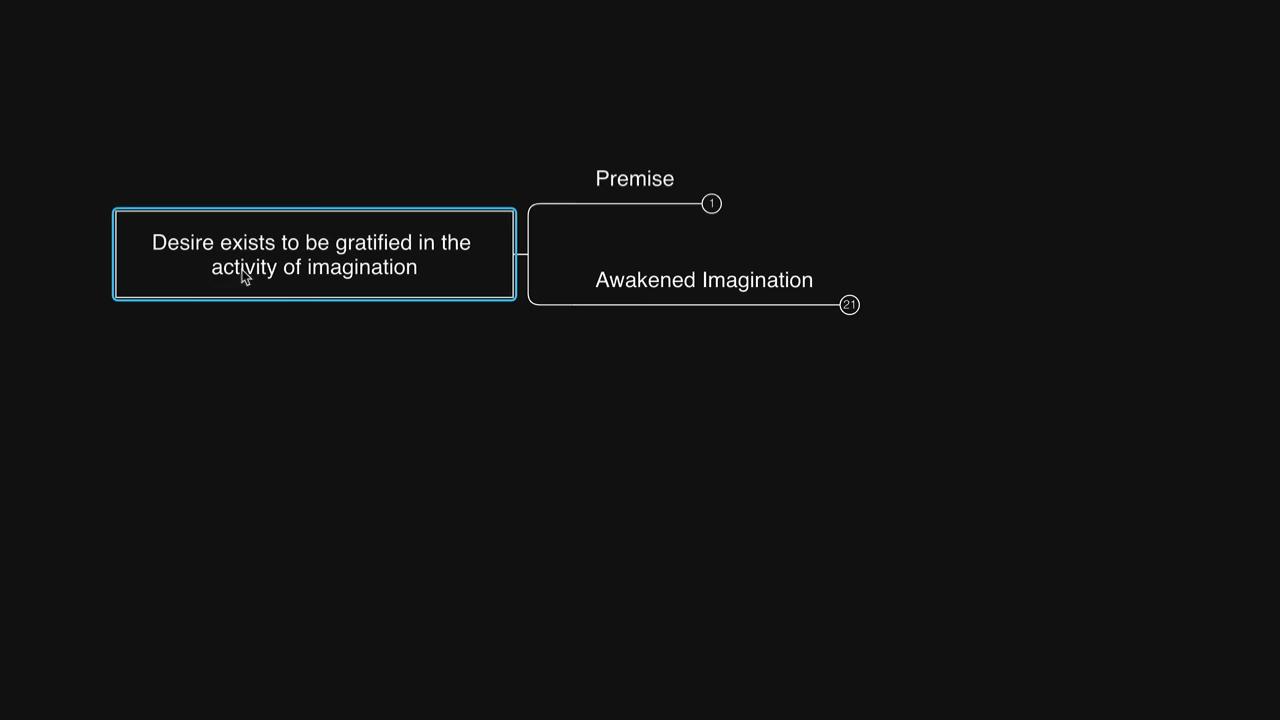 Premise
1
Desire exists to be gratified in the
activity of imagination
Awakened Imagination
21